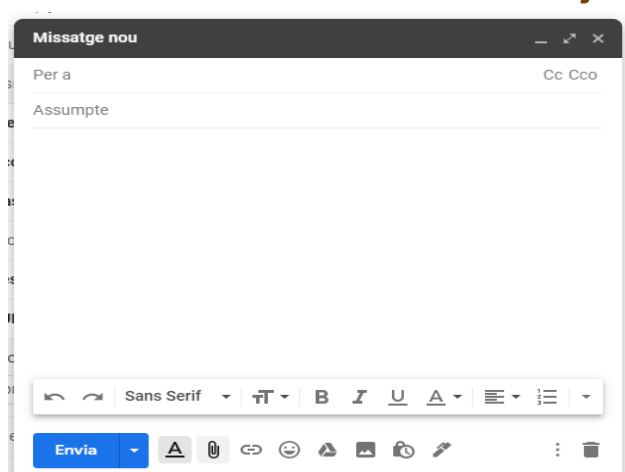 Missatge nou
Per a Cc Cco
Assumpte
Sans Serif
B I U A
Envia A